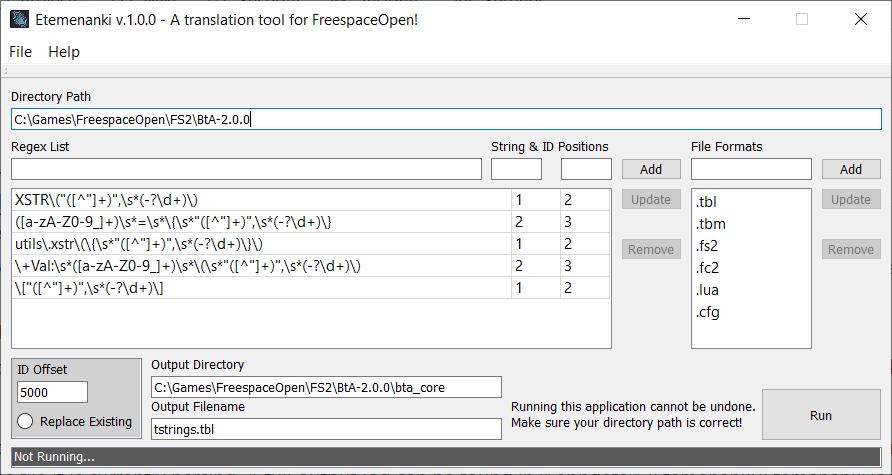 Etemenanki v.1.0.0 - A translation tool for FreespaceOpen!
File Help
Directory Path
C:\Games\FreespaceOpen\FS2\BtA-2.0.0
Regex List String & ID Positions File Formats
Add Add
XSTR\("([^"]+)",\s*(-?\d+)\) 1 2
([a-zA-Z0-9_]+)\s*=\s*\{\s*"([^"]+)",\s*(-?\d+)\} 2 3
utils\.xstr\(\{\s*"([^"]+)",\s*(-?\d+)\}\) 1 2
\+Val:\s*([a-zA-Z0-9_]+)\s*\(\s*"([^"]+)",\s*(-?\d+)\) 2 3
\["([^"]+)",\s*(-?\d+)\] 1 2
Update
Remove
.tbl
.tbm
.fs2
.fc2
.lua
.cfg
Update
Remove
ID Offset
5000
Replace Existing
Output Directory
C:\Games\FreespaceOpen\FS2\BtA-2.0.0\bta_core
Output Filename
tstrings.tbl
Running this application cannot be undone.
Make sure your directory path is correct!
Run
Not Running...